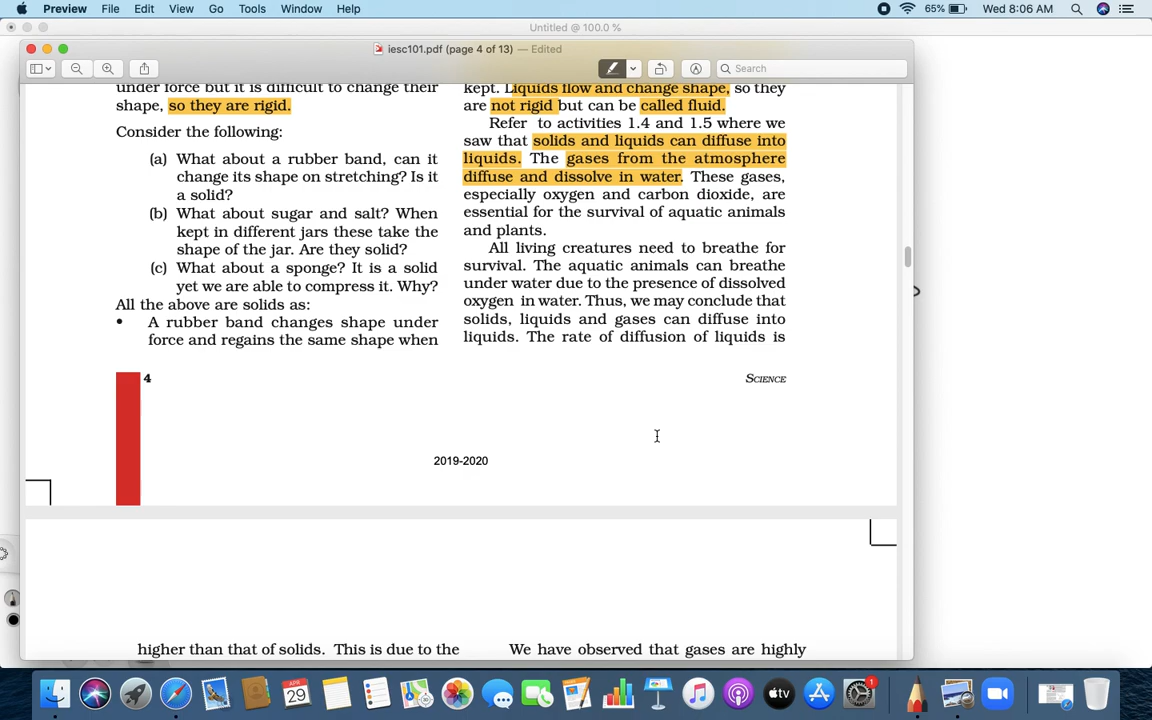 Preview File Edit View Go Tools Window Help 65% Wed 8:06 AM
Untitled @ 100.0 %
iesc101.pdf (page 4 of 13) — Edited
Search
under force but it is difficult to change their
shape, so they are rigid.
Consider the following:
(a) What about a rubber band, can it
change its shape on stretching? Is it
a solid?
(b) What about sugar and salt? When
kept in different jars these take the
shape of the jar. Are they solid?
(c) What about a sponge? It is a solid
yet we are able to compress it. Why?
All the above are solids as:
• A rubber band changes shape under
force and regains the same shape when
kept. Liquids flow and change shape, so they
are not rigid but can be called fluid.
Refer to activities 1.4 and 1.5 where we
saw that solids and liquids can diffuse into
liquids. The gases from the atmosphere
diffuse and dissolve in water. These gases,
especially oxygen and carbon dioxide, are
essential for the survival of aquatic animals
and plants.
All living creatures need to breathe for
survival. The aquatic animals can breathe
under water due to the presence of dissolved
oxygen in water. Thus, we may conclude that
solids, liquids and gases can diffuse into
liquids. The rate of diffusion of liquids is
4
SCIENCE
2019-2020
higher than that of solids. This is due to the
We have observed that gases are highly
APR
29
tv
1